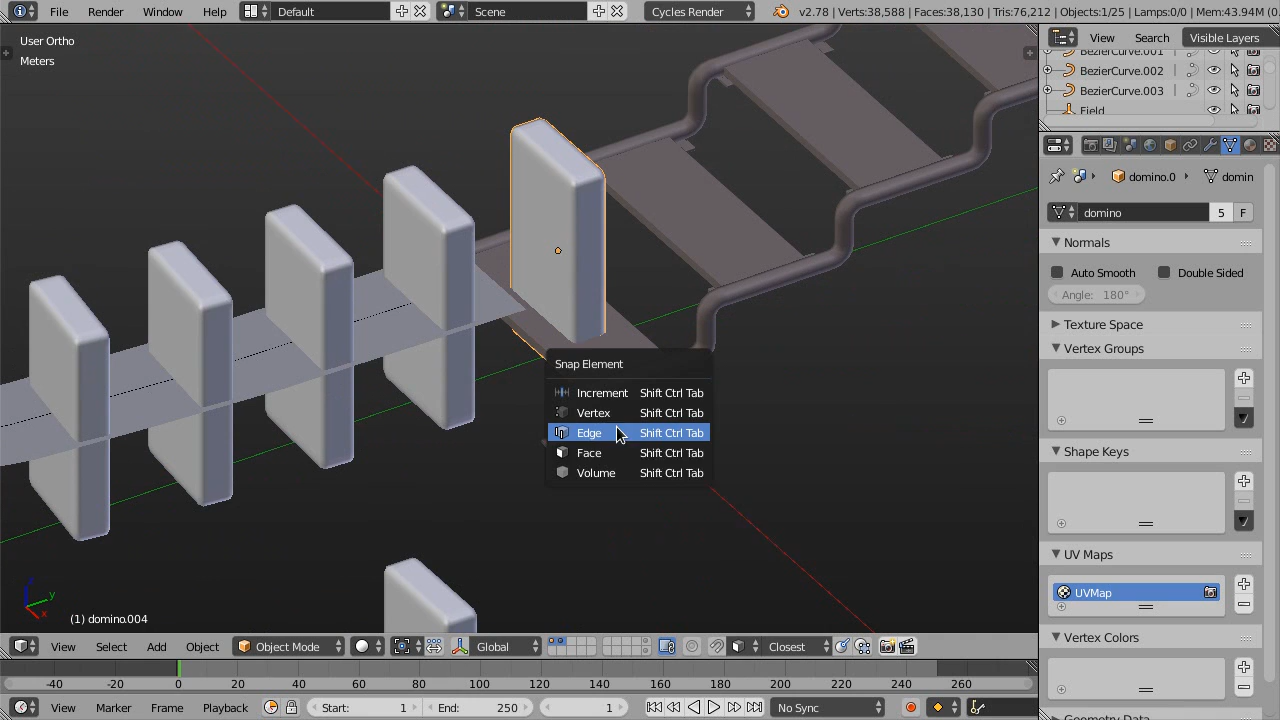 File Render Window Help Default Scene Cycles Render v2.78 | Verts:38,588 | Faces:38,130 | Tris:76,212 | Objects:1/25 | Lamps:0/0 | Mem:43.94M (0
User Ortho
Meters
View Search Visible Layers
BezierCurve.001
BezierCurve.002
BezierCurve.003
Field
domino.0 domin
domino 5 F
Normals
Auto Smooth Double Sided
Angle: 180°
Texture Space
Vertex Groups
Shape Keys
UV Maps
UVMap
Vertex Colors
Geometry Data
Snap Element
Increment Shift Ctrl Tab
Vertex Shift Ctrl Tab
Edge Shift Ctrl Tab
Face Shift Ctrl Tab
Volume Shift Ctrl Tab
z
y
x
(1) domino.004
View Select Add Object Object Mode Global Closest
-40 -20 0 20 40 60 80 100 120 140 160 180 200 220 240 260
View Marker Frame Playback Start: 1 End: 250 1 No Sync